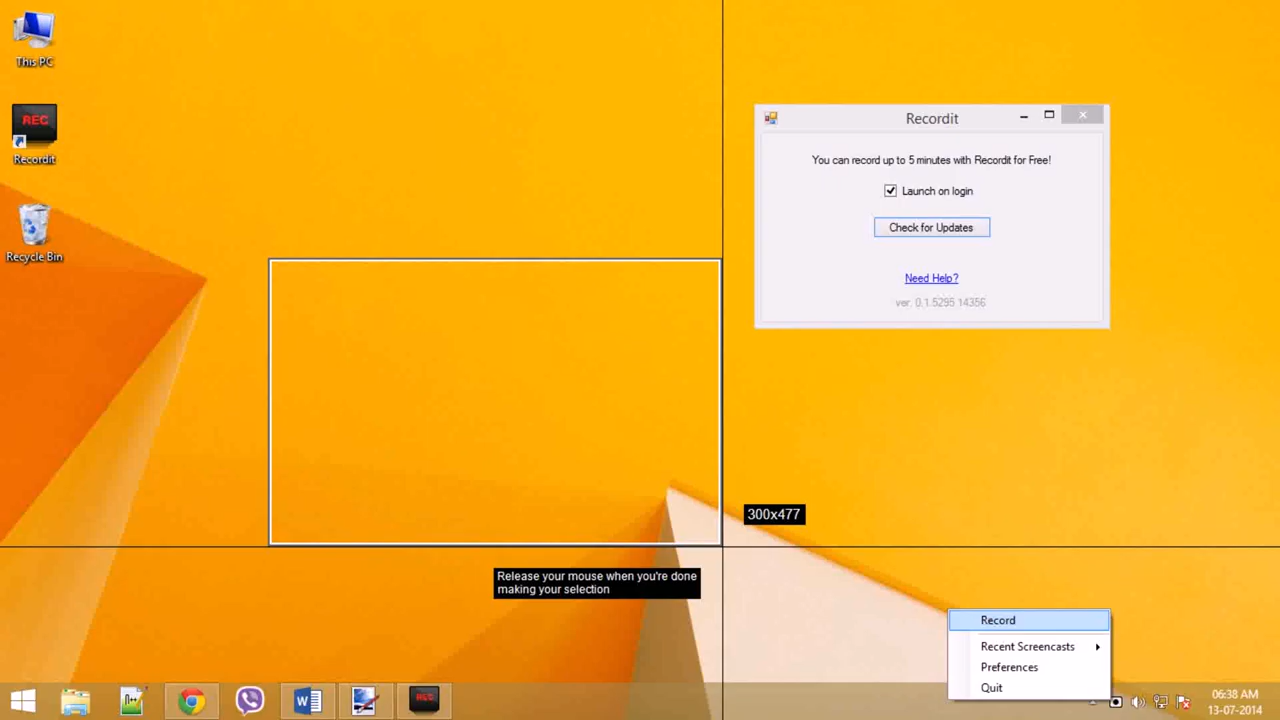 This PC
REC
Recordit
Recycle Bin
Recordit
You can record up to 5 minutes with Recordit for Free!
Launch on login
Check for Updates
Need Help?
ver. 0.1.5295 14356
300x477
Release your mouse when you're done
making your selection
Record
Recent Screencasts
Preferences
Quit
n++
W
REC
06:38 AM
13-07-2014